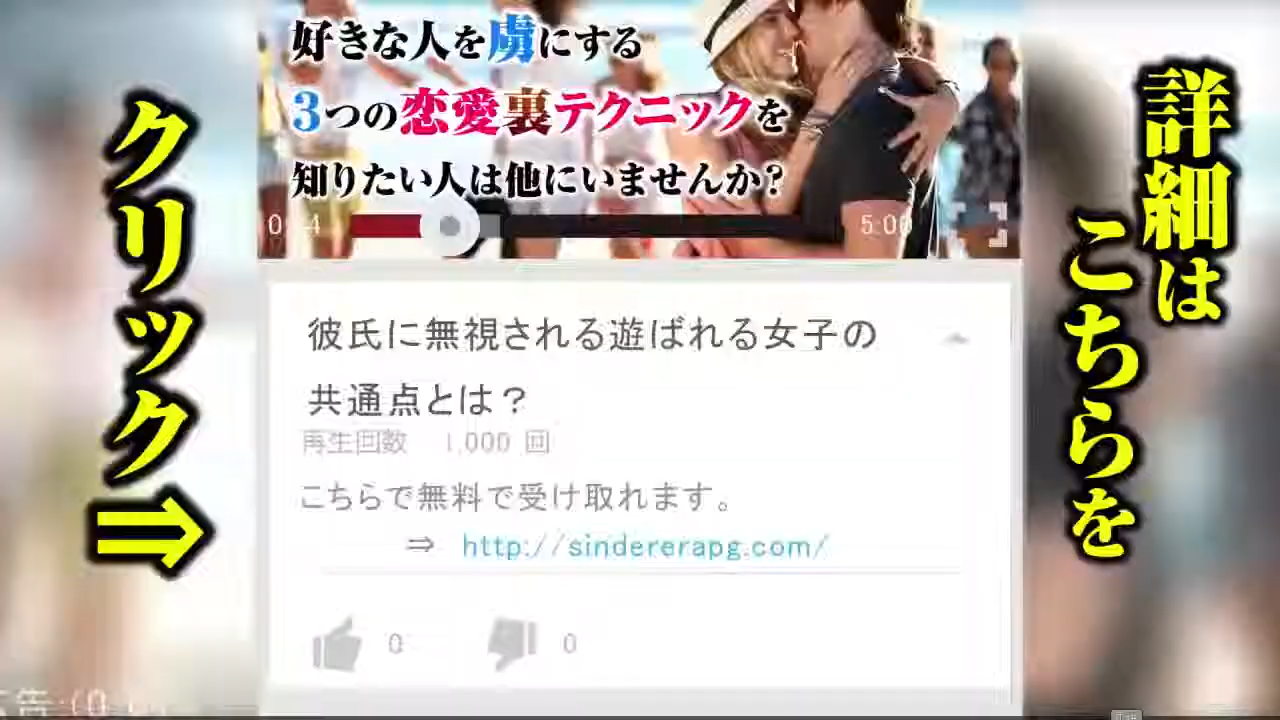 好きな人を虜にする
3つの恋愛裏テクニックを
知りたい人は他にいませんか?
5:00
彼氏に無視される遊ばれる女子の
共通点とは？
再生回数 1,000 回
こちらで無料で受け取れます。
⇒ http://sindererapg.com/
0
0
詳細は
こちらを
クリック⇒